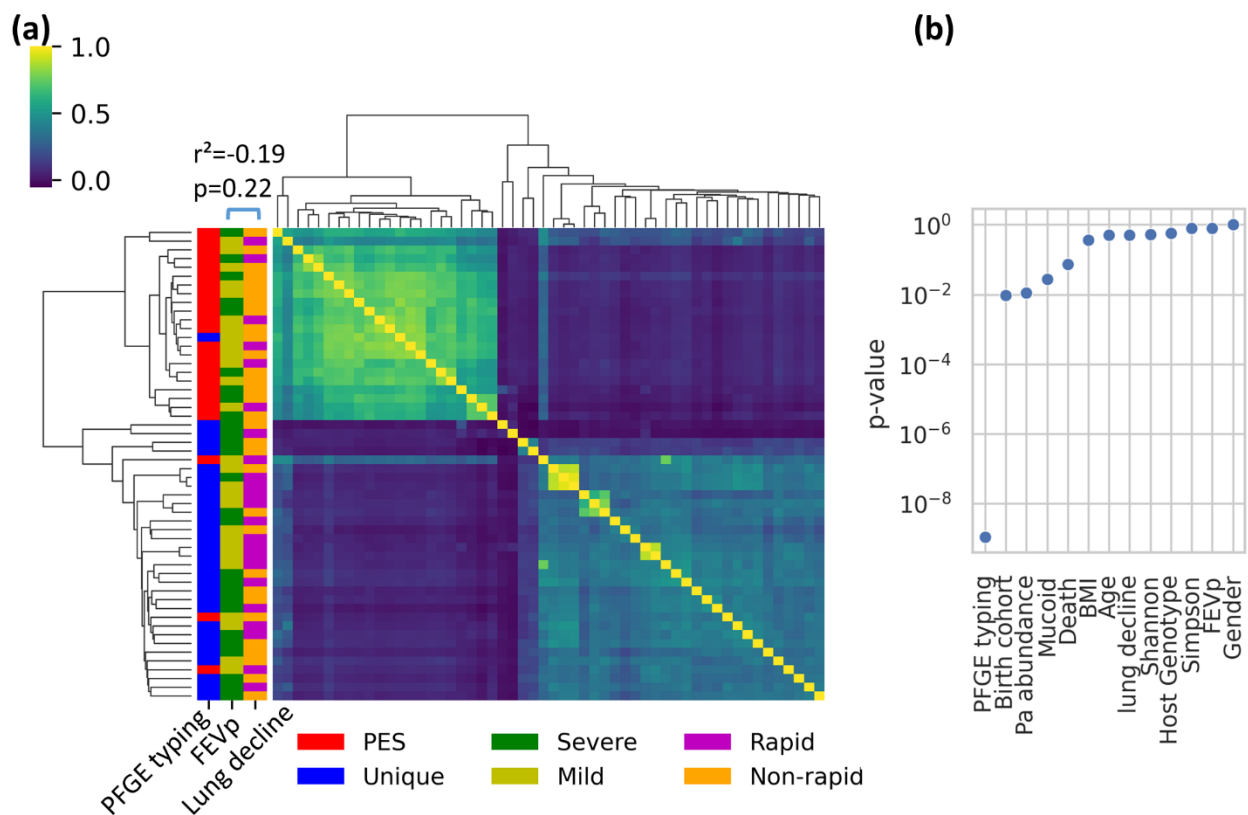 (a)
(b)
1.0
0.5
0.0
r²=-0.19
p=0.22
PFGE typing
FEVp
Lung decline
PES
Severe
Rapid
Unique
Mild
Non-rapid
p-value
10⁰
10⁻²
10⁻⁴
10⁻⁶
10⁻⁸
PFGE typing
Birth cohort
Pa abundance
Mucoid
Death
BMI
Age
lung decline
Shannon
Host Genotype
Simpson
FEVp
Gender